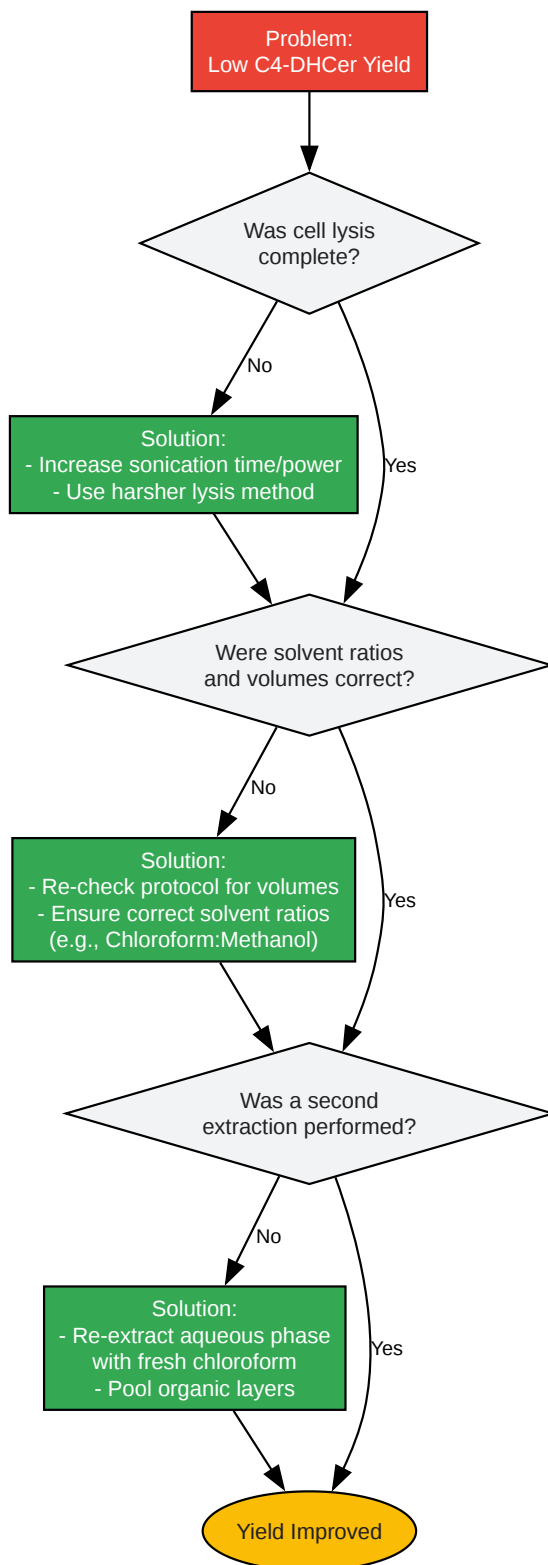 Problem:
Low C4-DHCer Yield
Was cell lysis
complete?
No
Yes
Solution:
- Increase sonication time/power
- Use harsher lysis method
Were solvent ratios
and volumes correct?
No
Yes
Solution:
- Re-check protocol for volumes
- Ensure correct solvent ratios
(e.g., Chloroform:Methanol)
Was a second
extraction performed?
No
Yes
Solution:
- Re-extract aqueous phase
with fresh chloroform
- Pool organic layers
Yield Improved